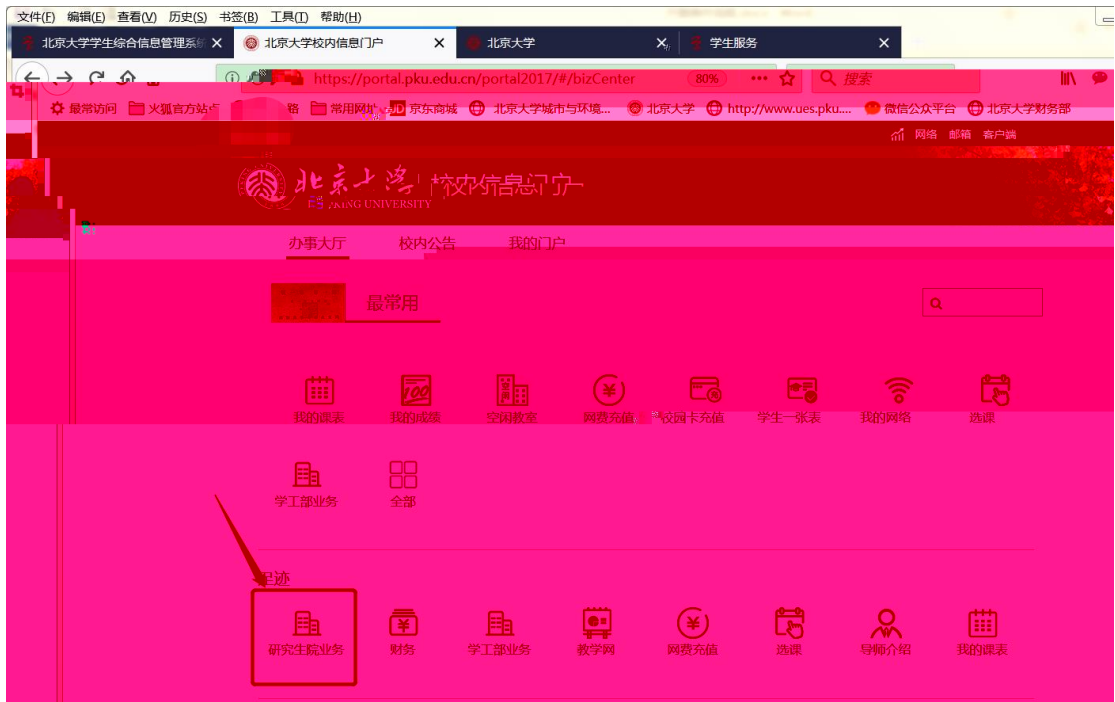 文件(F) 编辑(E) 查看(V) 历史(S) 书签(B) 工具(T) 帮助(H)
北京大学学生综合信息管理系统 北京大学校内信息门户 北京大学 学生服务
https://portal.pku.edu.cn/portal2017/#/bizCenter 80% 搜索
最常访问 火狐官方站点 常用网址 JD 京东商城 北京大学城市与环境... 北京大学 http://www.ues.pku.... 微信公众平台 北京大学财务部
网络 邮箱 客户端
北京大学 校内信息门户
UNIVERSITY
办事大厅 校内公告 我的门户
最常用
我的课表 我的成绩 空闲教室 网费充值 校园卡充值 学生一张表 我的网络 选课
学工部业务 全部
足迹
研究生院业务 财务 学工部业务 教学网 网费充值 选课 导师介绍 我的课表